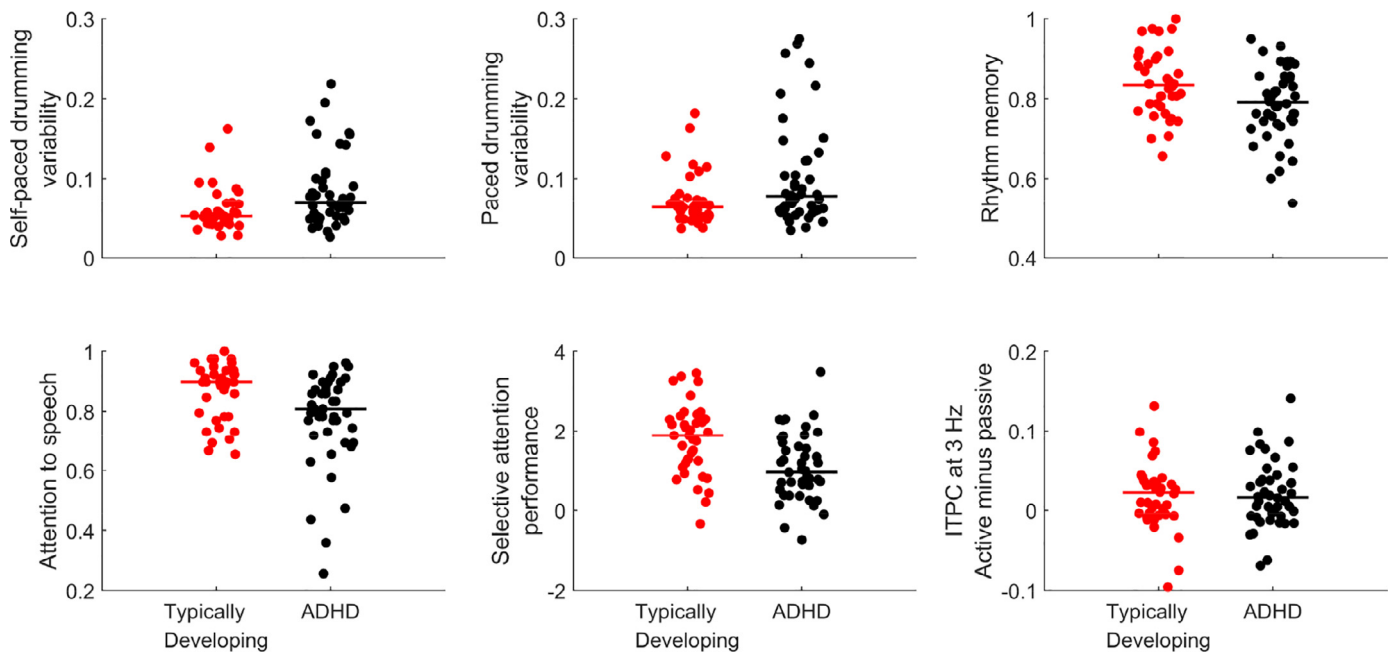 Self-paced drumming
variability
0.3
0.2
0.1
0
Paced drumming
variability
0.3
0.2
0.1
0
Rhythm memory
1
0.8
0.6
0.4
Attention to speech
1
0.8
0.6
0.4
0.2
Typically
Developing
ADHD
Selective attention
performance
4
2
0
-2
Typically
Developing
ADHD
ITPC at 3 Hz
Active minus passive
0.2
0.1
0
-0.1
Typically
Developing
ADHD